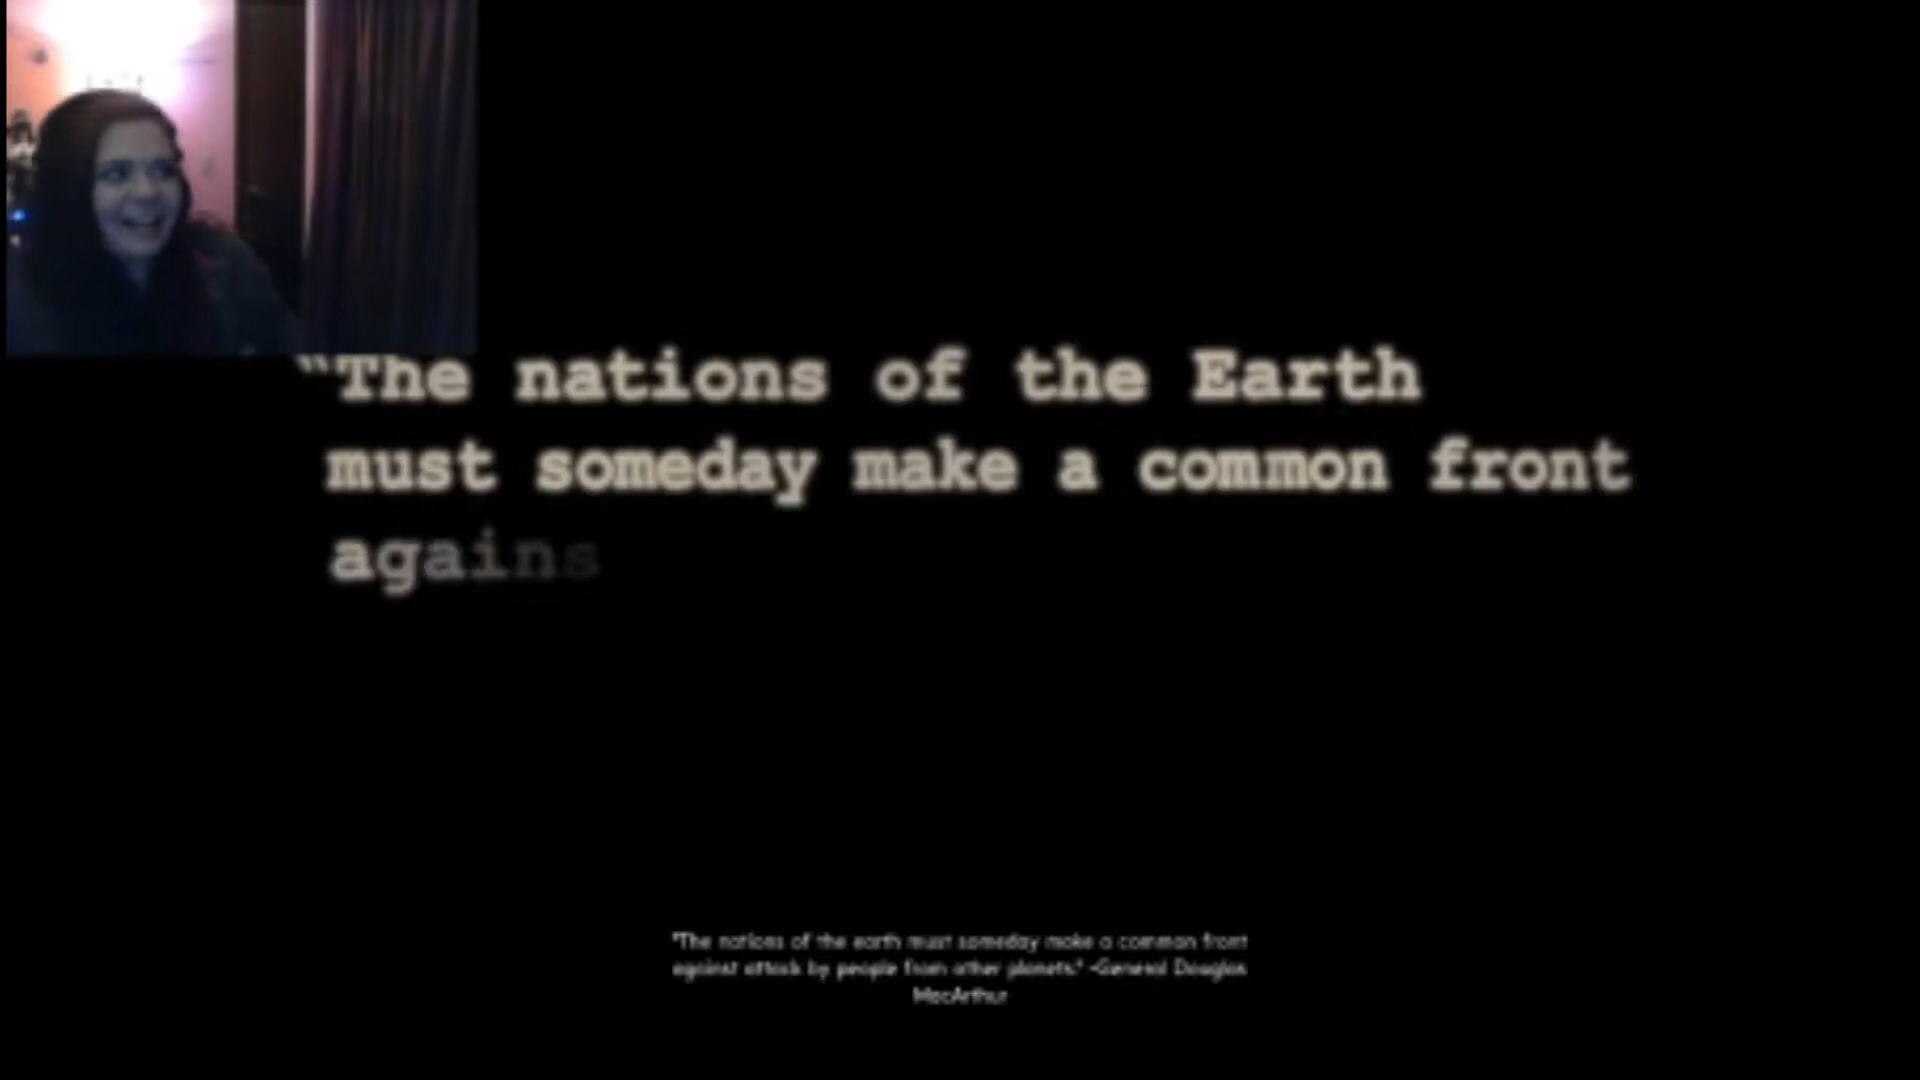 “The nations of the Earth
must someday make a common front
agains
"The nations of the earth must someday make a common front
against attack by people from other planets." -General Douglas
MacArthur